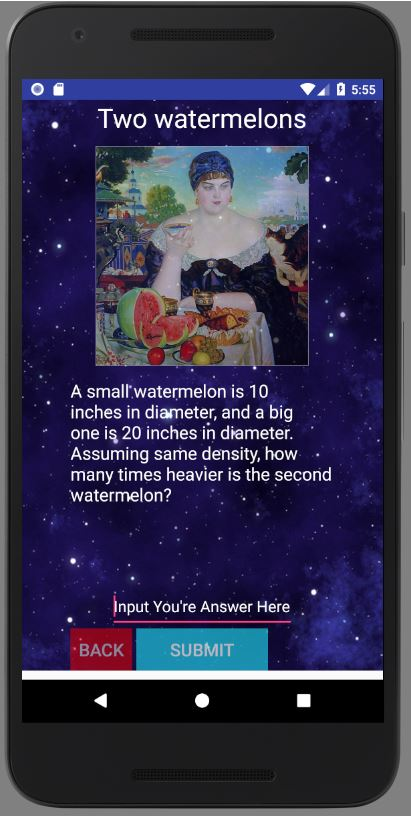 5:55
Two watermelons
A small watermelon is 10
inches in diameter, and a big
one is 20 inches in diameter.
Assuming same density, how
many times heavier is the second
watermelon?
Input You're Answer Here
BACK SUBMIT